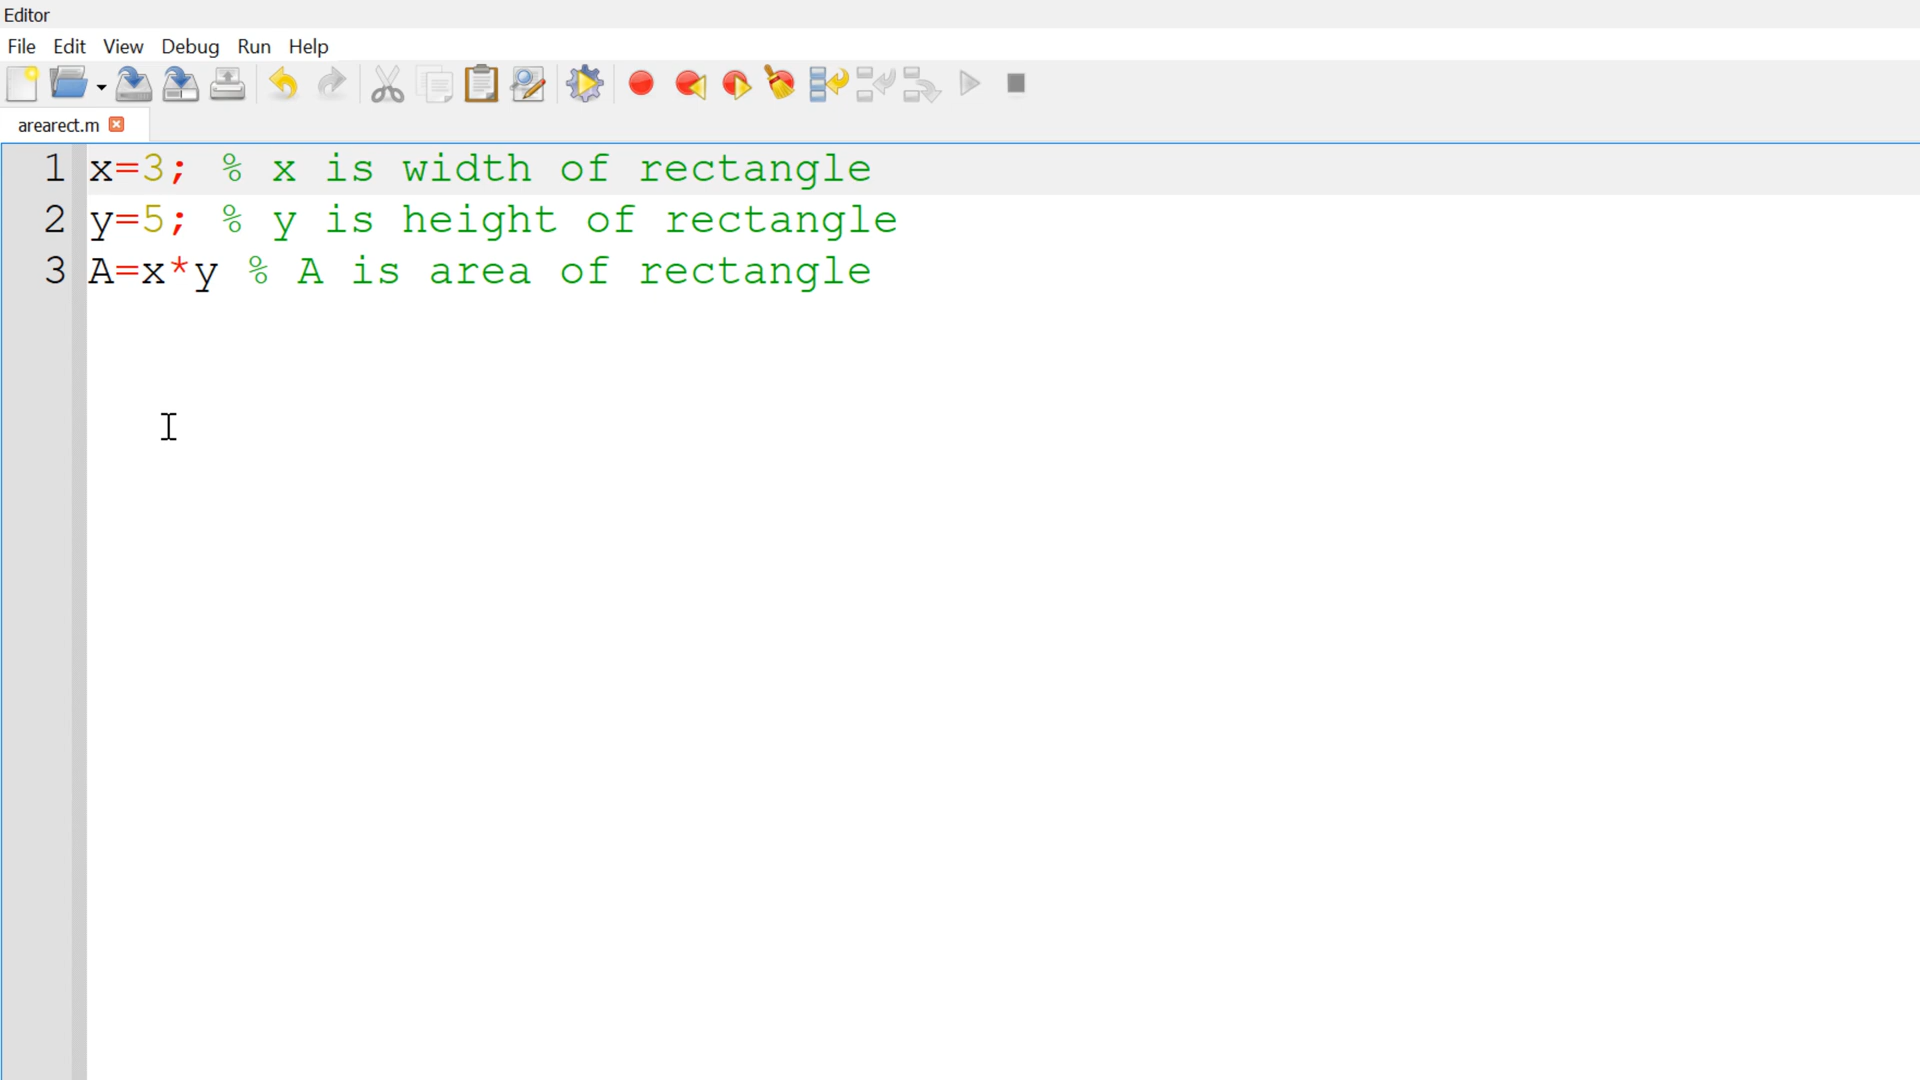 Editor
File Edit View Debug Run Help
arearect.m
1 x=3; % x is width of rectangle
2 y=5; % y is height of rectangle
3 A=x*y % A is area of rectangle